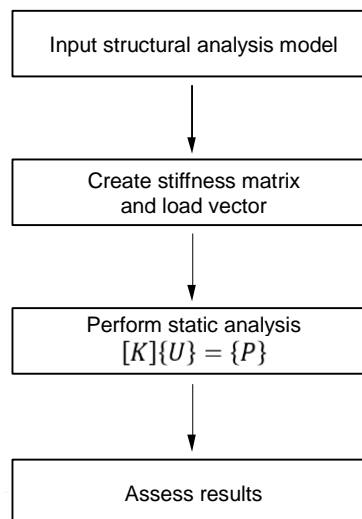 Input structural analysis model
Create stiffness matrix
and load vector
Perform static analysis
[K]{U} = {P}
Assess results